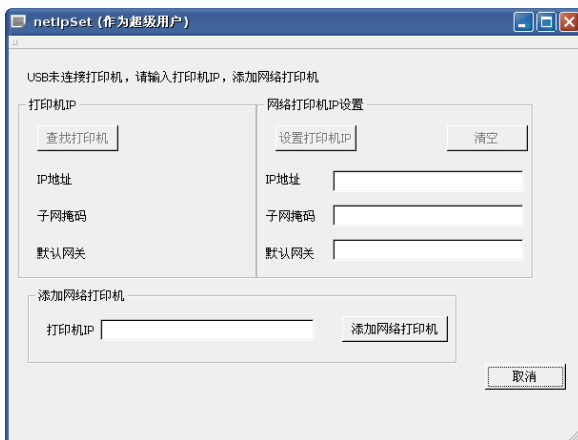 netIpSet (作为超级用户)
USB未连接打印机，请输入打印机IP，添加网络打印机
打印机IP
网络打印机IP设置
查找打印机
设置打印机IP
清空
IP地址
IP地址
子网掩码
子网掩码
默认网关
默认网关
添加网络打印机
打印机IP
添加网络打印机
取消